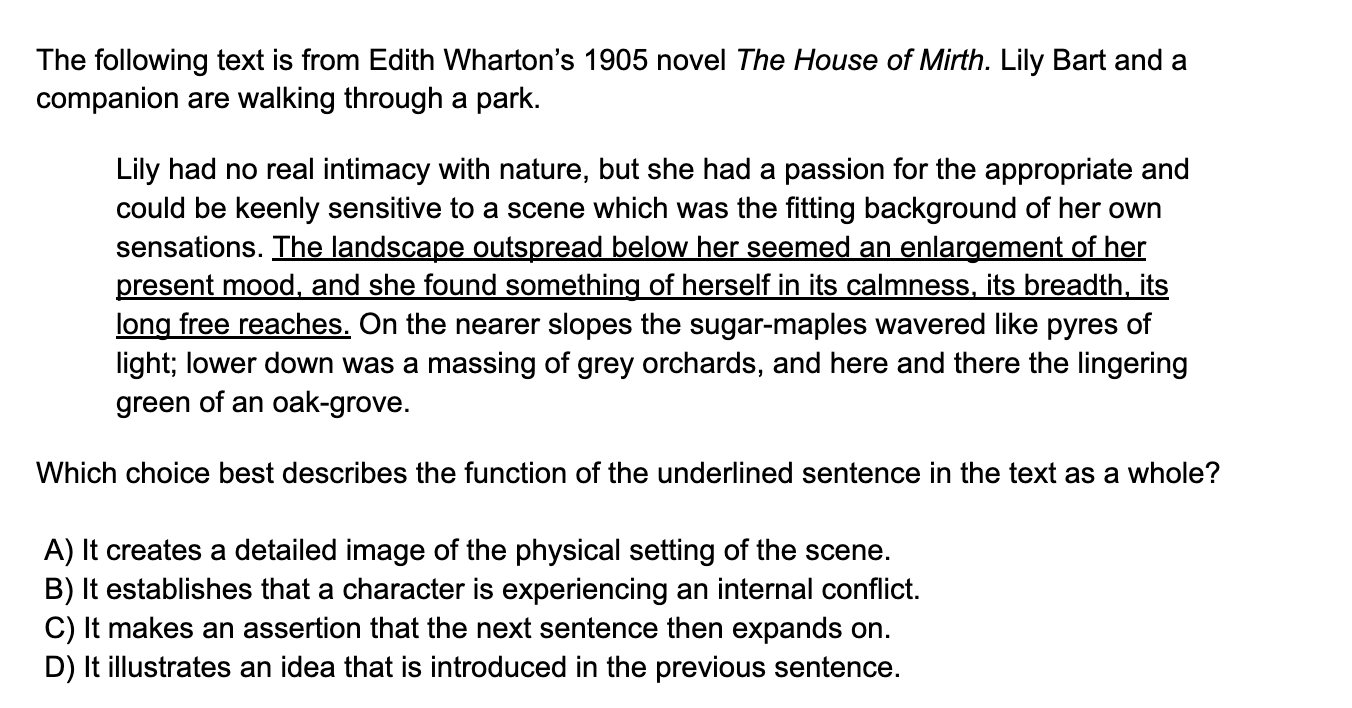 The following text is from Edith Wharton’s 1905 novel The House of Mirth. Lily Bart and a
companion are walking through a park.
Lily had no real intimacy with nature, but she had a passion for the appropriate and
could be keenly sensitive to a scene which was the fitting background of her own
sensations. The landscape outspread below her seemed an enlargement of her
present mood, and she found something of herself in its calmness, its breadth, its
long free reaches. On the nearer slopes the sugar-maples wavered like pyres of
light; lower down was a massing of grey orchards, and here and there the lingering
green of an oak-grove.
Which choice best describes the function of the underlined sentence in the text as a whole?
A) It creates a detailed image of the physical setting of the scene.
B) It establishes that a character is experiencing an internal conflict.
C) It makes an assertion that the next sentence then expands on.
D) It illustrates an idea that is introduced in the previous sentence.